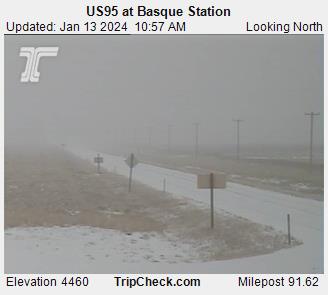 US95 at Basque Station
Updated: Jan 13 2024 10:57 AM Looking North
Elevation 4460 TripCheck.com Milepost 91.62